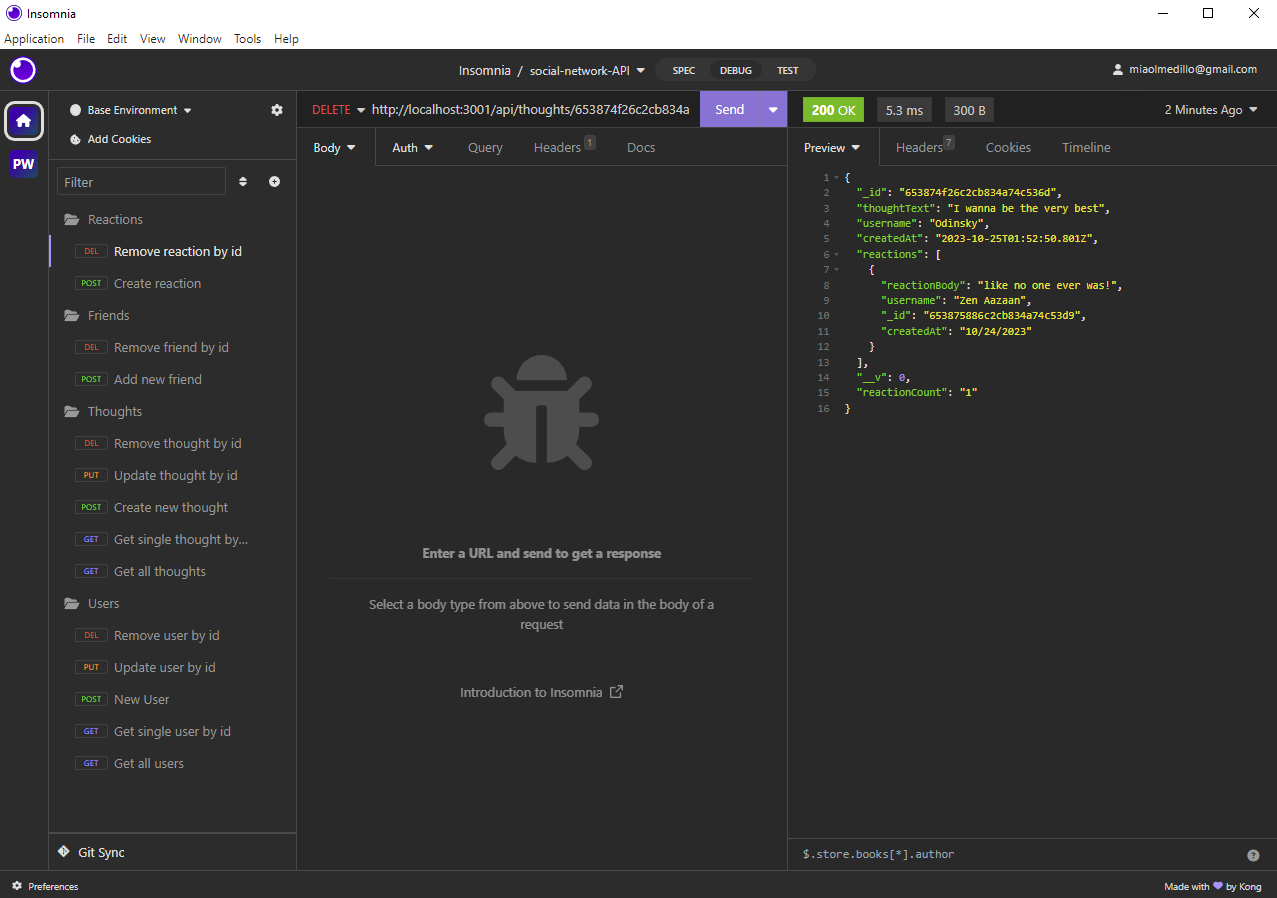 Insomnia
Application File Edit View Window Tools Help
Insomnia / social-network-API SPEC DEBUG TEST miaolmedillo@gmail.com
Base Environment
Add Cookies
PW
Filter
Reactions
DEL Remove reaction by id
POST Create reaction
Friends
DEL Remove friend by id
POST Add new friend
Thoughts
DEL Remove thought by id
PUT Update thought by id
POST Create new thought
GET Get single thought by...
GET Get all thoughts
Users
DEL Remove user by id
PUT Update user by id
POST New User
GET Get single user by id
GET Get all users
Git Sync
DELETE http://localhost:3001/api/thoughts/653874f26c2cb834a Send
Body Auth Query Headers 1 Docs
Enter a URL and send to get a response
Select a body type from above to send data in the body of a
request
Introduction to Insomnia
200 OK 5.3 ms 300 B 2 Minutes Ago
Preview Headers 7 Cookies Timeline
1 {
2 "_id": "653874f26c2cb834a74c536d",
3 "thoughtText": "I wanna be the very best",
4 "username": "Odinsky",
5 "createdAt": "2023-10-25T01:52:50.801Z",
6 "reactions": [
7 {
8 "reactionBody": "like no one ever was!",
9 "username": "Zen Aazaan",
10 "_id": "653875886c2cb834a74c53d9",
11 "createdAt": "10/24/2023"
12 }
13 ],
14 "__v": 0,
15 "reactionCount": "1"
16 }
$.store.books[*].author ?
Preferences
Made with 💜 by Kong